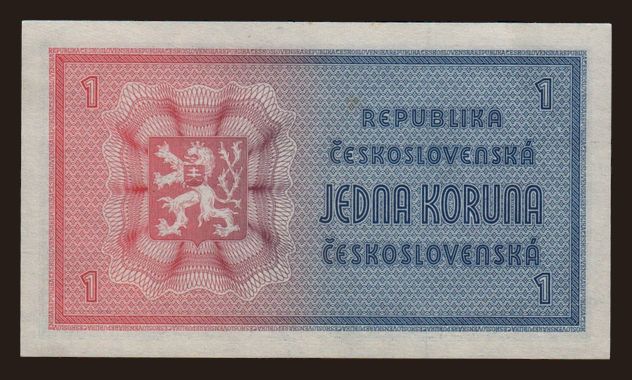 1 1
REPUBLIKA
ČESKOSLOVENSKÁ
JEDNA KORUNA
ČESKOSLOVENSKÁ
1 1